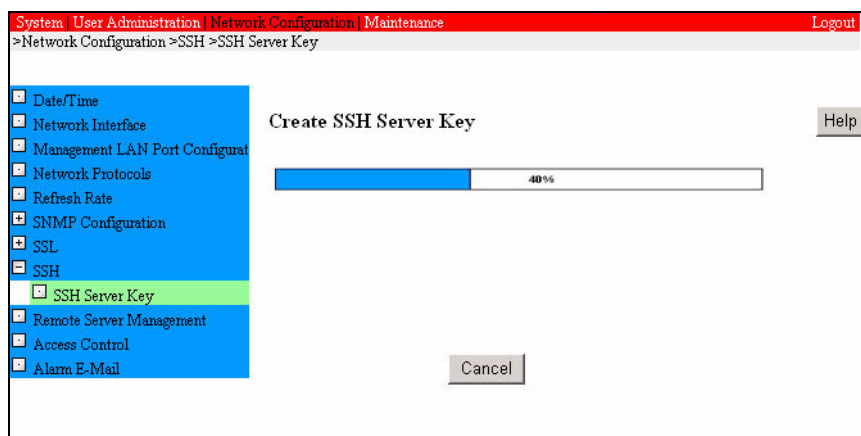 System | User Administration | Network Configuration | Maintenance Logout
>Network Configuration >SSH >SSH Server Key
Date/Time
Network Interface
Management LAN Port Configurat
Network Protocols
Refresh Rate
SNMP Configuration
SSL
SSH
SSH Server Key
Remote Server Management
Access Control
Alarm E-Mail
Create SSH Server Key
Help
40%
Cancel